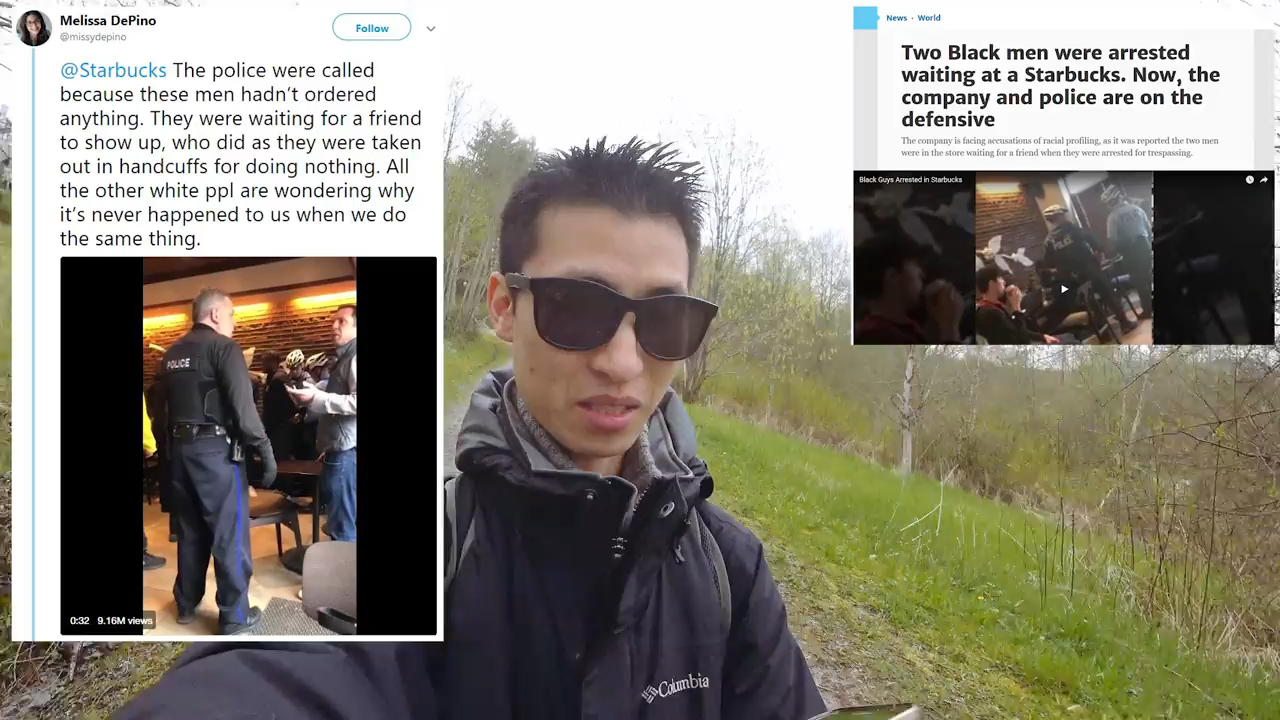 Melissa DePino
@missydepino
Follow
@Starbucks The police were called
because these men hadn't ordered
anything. They were waiting for a friend
to show up, who did as they were taken
out in handcuffs for doing nothing. All
the other white ppl are wondering why
it's never happened to us when we do
the same thing.
POLICE
0:32 9.16M views
News · World
Two Black men were arrested
waiting at a Starbucks. Now, the
company and police are on the
defensive
The company is facing accusations of racial profiling, as it was reported the two men
were in the store waiting for a friend when they were arrested for trespassing.
Black Guys Arrested in Starbucks
POLICE
Columbia